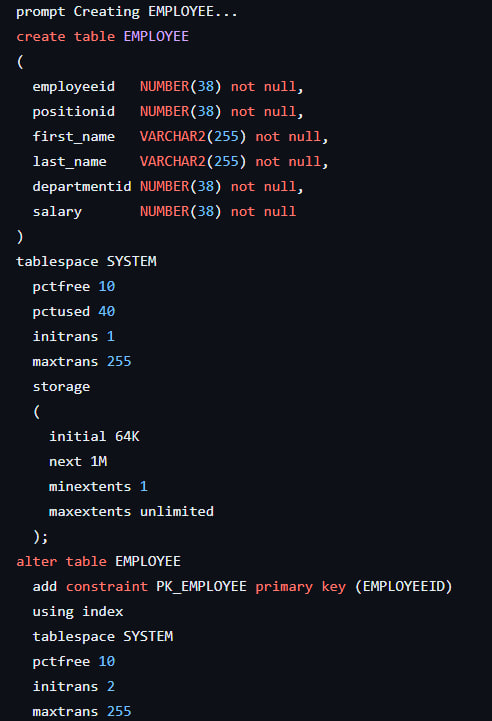 prompt Creating EMPLOYEE...
create table EMPLOYEE
(
  employeeid   NUMBER(38) not null,
  positionid   NUMBER(38) not null,
  first_name   VARCHAR2(255) not null,
  last_name    VARCHAR2(255) not null,
  departmentid NUMBER(38) not null,
  salary       NUMBER(38) not null
)
tablespace SYSTEM
  pctfree 10
  pctused 40
  initrans 1
  maxtrans 255
  storage
  (
    initial 64K
    next 1M
    minextents 1
    maxextents unlimited
  );
alter table EMPLOYEE
  add constraint PK_EMPLOYEE primary key (EMPLOYEEID)
  using index
  tablespace SYSTEM
  pctfree 10
  initrans 2
  maxtrans 255